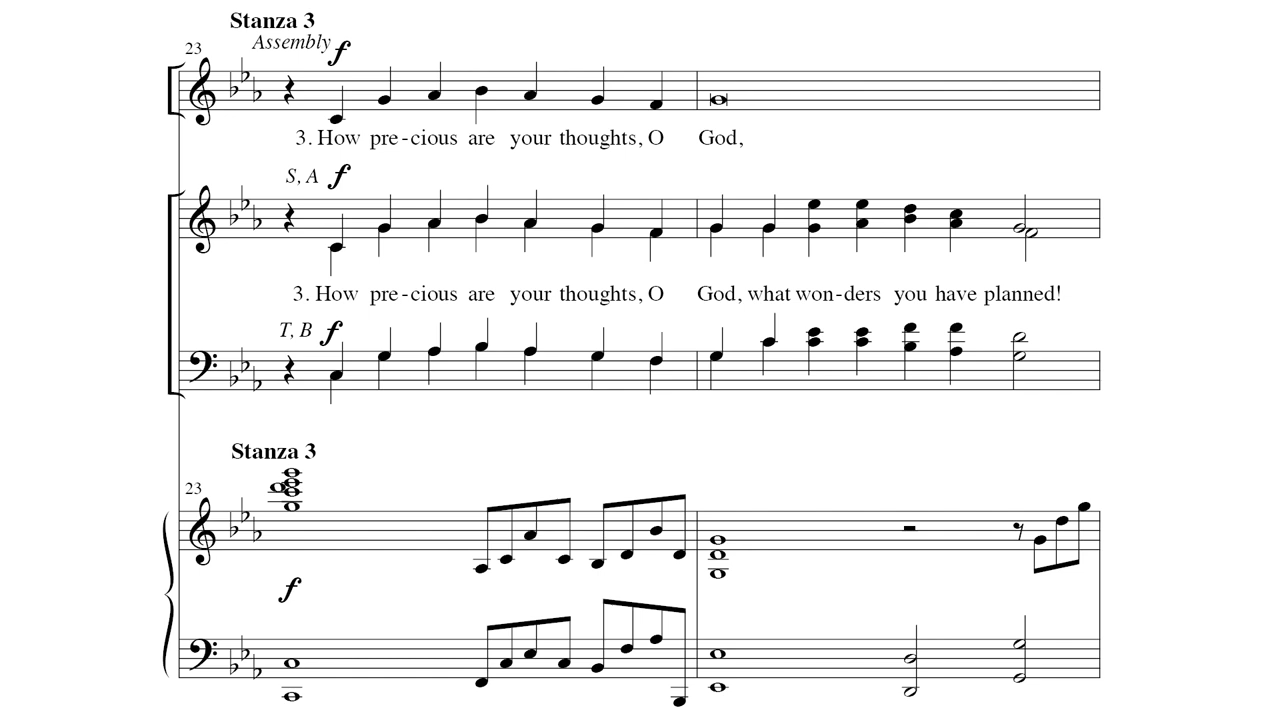 Stanza 3
23 Assembly f
3. How pre-cious are your thoughts, O God,
S, A f
3. How pre-cious are your thoughts, O God, what won-ders you have planned!
T, B f
Stanza 3
23
f